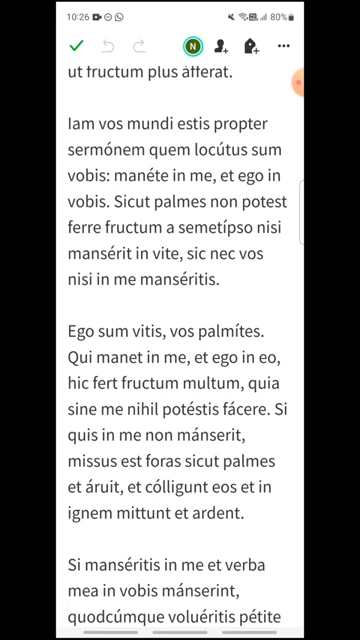 10:26
80%
N
ut fructum plus áfferat.
Iam vos mundi estis propter
sermónem quem locútus sum
vobis: manéte in me, et ego in
vobis. Sicut palmes non potest
ferre fructum a semetípso nisi
mansérit in vite, sic nec vos
nisi in me manséritis.
Ego sum vitis, vos palmítes.
Qui manet in me, et ego in eo,
hic fert fructum multum, quia
sine me nihil potéstis fácere. Si
quis in me non mánserit,
missus est foras sicut palmes
et áruit, et cólligunt eos et in
ignem mittunt et ardent.
Si manséritis in me et verba
mea in vobis mánserint,
quodcúmque voluéritis pétite